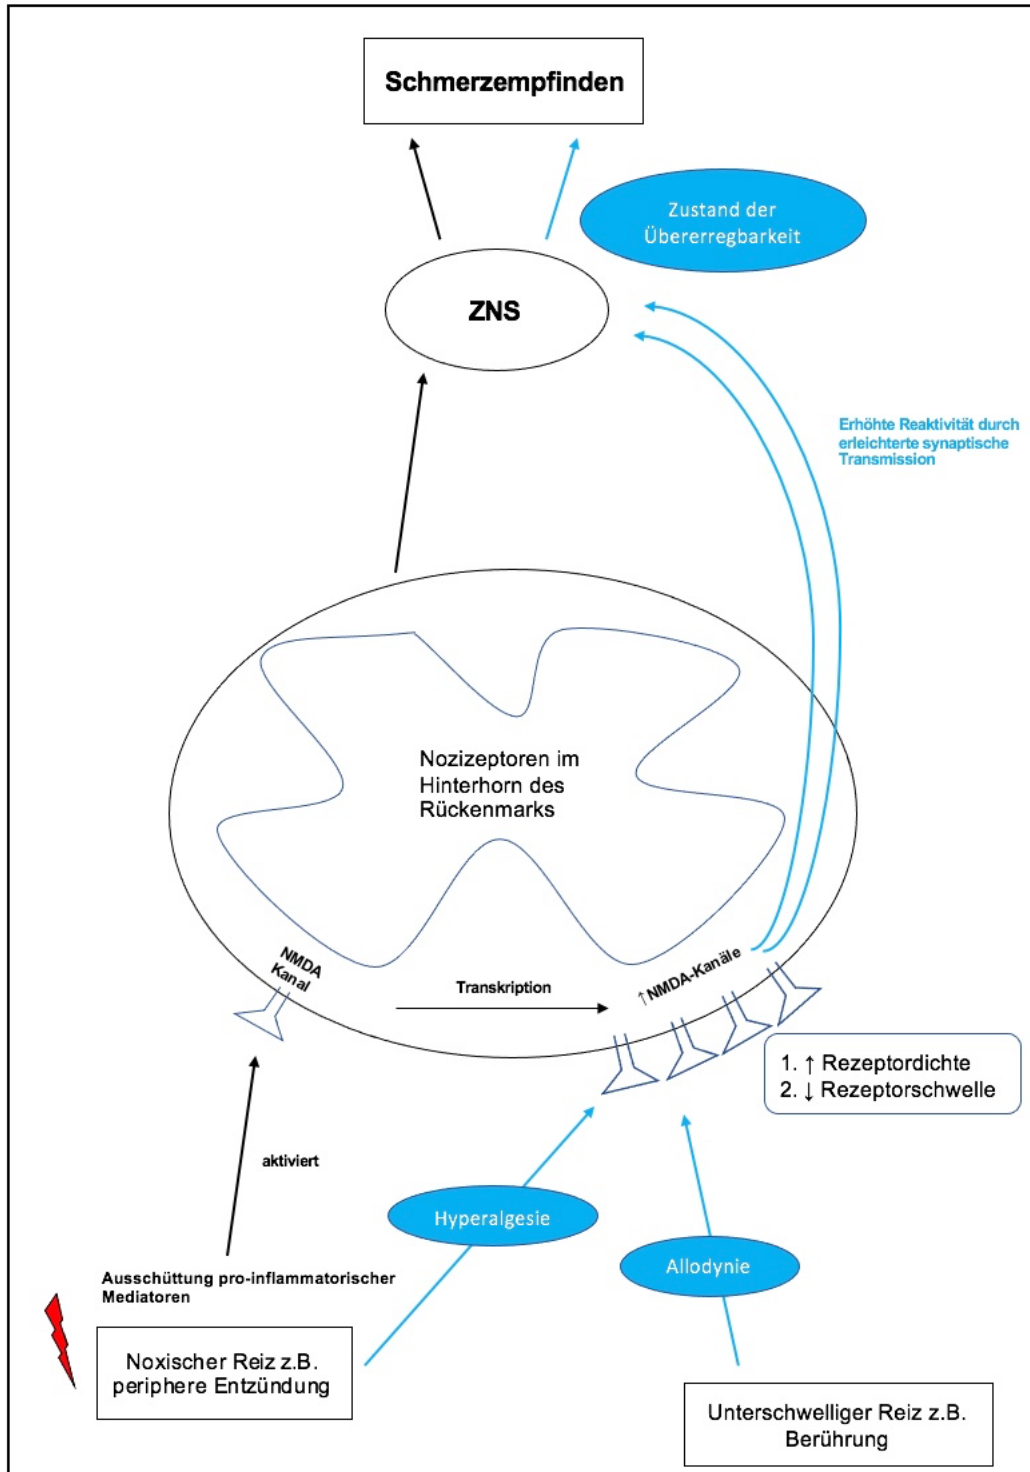 Schmerzempfinden
Zustand der
Übererregbarkeit
ZNS
Erhöhte Reaktivität durch
erleichterte synaptische
Transmission
Nozizeptoren im
Hinterhorn des
Rückenmarks
NMDA
Kanal
Transkription
↑NMDA-Kanäle
1. ↑ Rezeptordichte
2. ↓ Rezeptorschwelle
aktiviert
Hyperalgesie
Allodynie
Ausschüttung pro-inflammatorischer
Mediatoren
Noxischer Reiz z.B.
periphere Entzündung
Unterschwelliger Reiz z.B.
Berührung